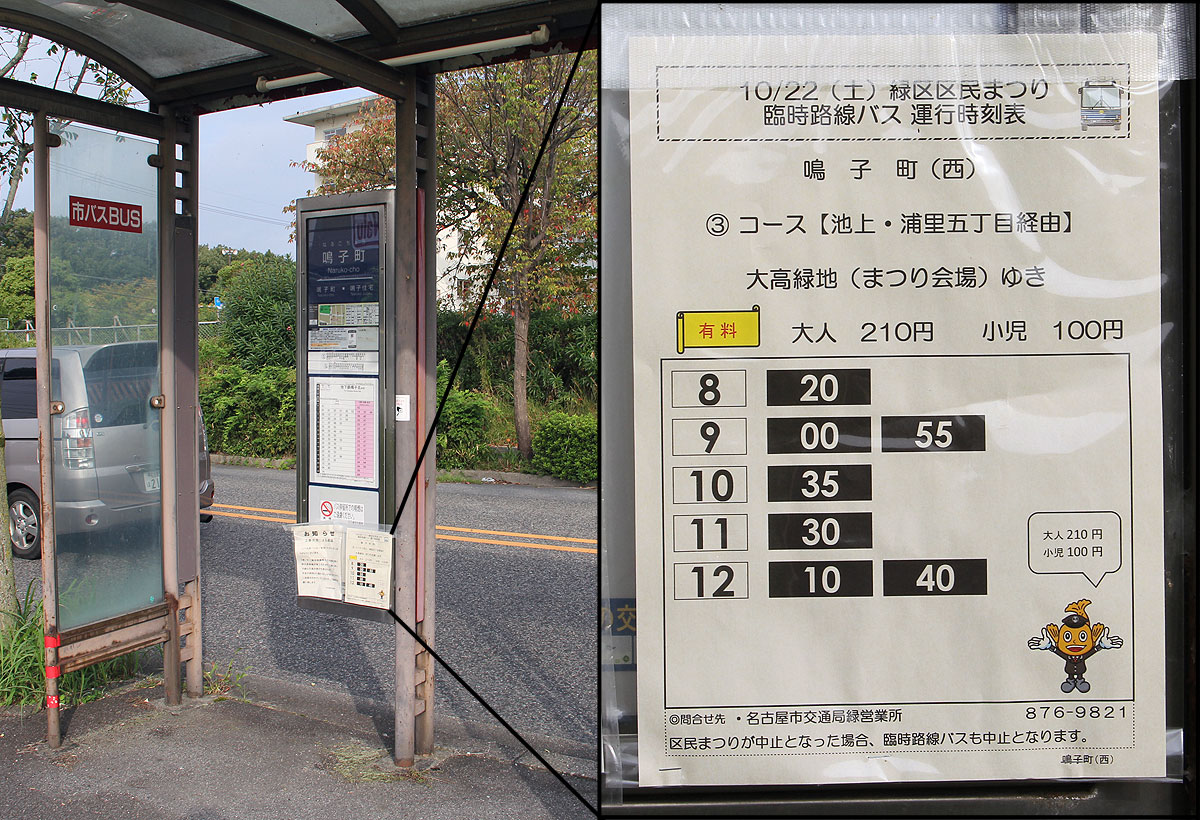 市バスBUS
なるこちょう
鳴子町
Naruko-cho
お知らせ
10/22（土）緑区区民まつり
臨時路線バス 運行時刻表
鳴 子 町（西）
③ コース【池上・浦里五丁目経由】
大高緑地（まつり会場）ゆき
有料 大人 210円 小児 100円
8 20
9 00 55
10 35
11 30
12 10 40
大人 210 円
小児 100 円
◎問合せ先 ・名古屋市交通局緑営業所 876-9821
区民まつりが中止となった場合、臨時路線バスも中止となります。
鳴子町（西）